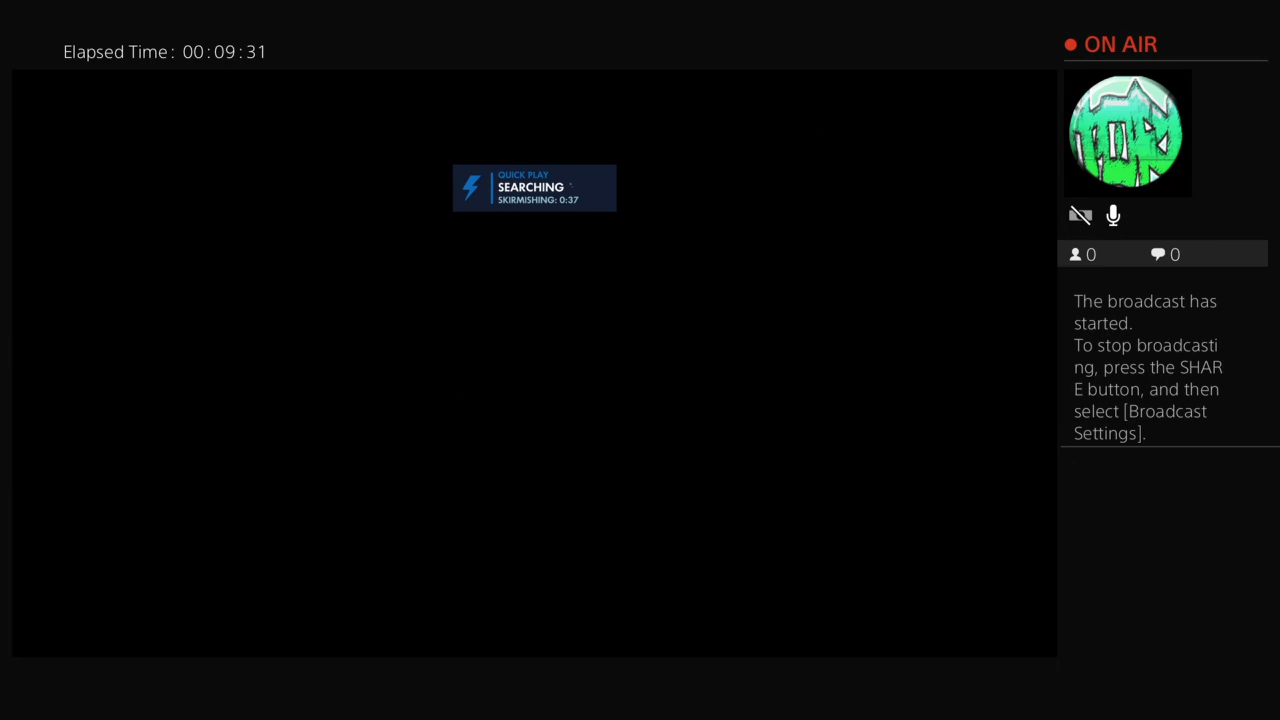 Elapsed Time: 00:09:31
ON AIR
QUICK PLAY
SEARCHING
SKIRMISHING: 0:37
0
0
The broadcast has
started.
To stop broadcasti
ng, press the SHAR
E button, and then
select [Broadcast
Settings].